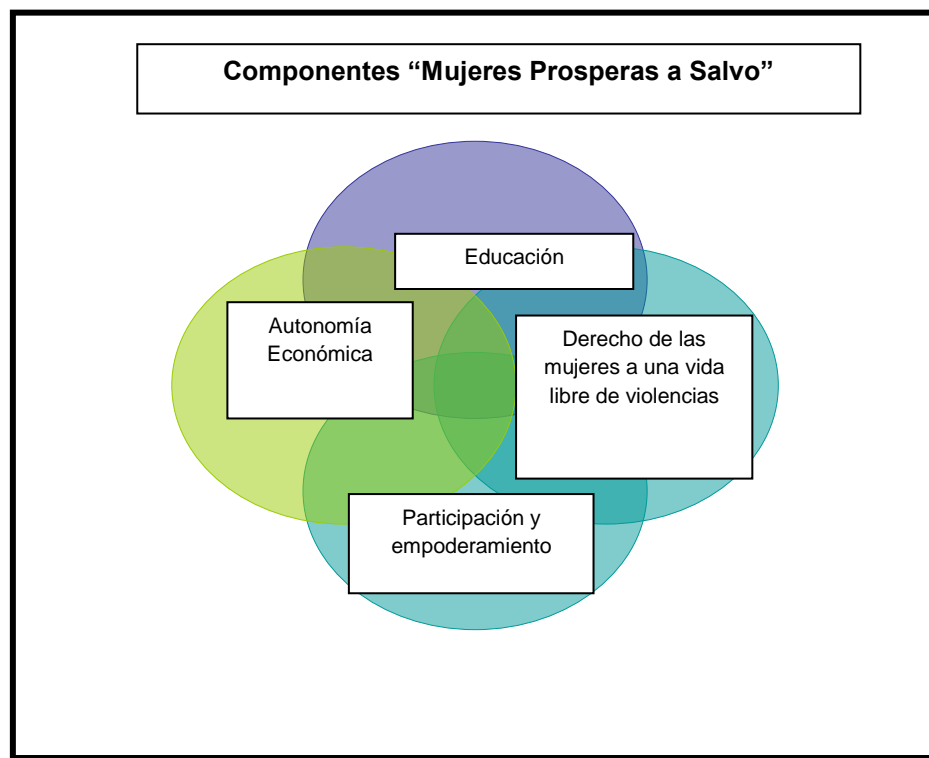 Componentes “Mujeres Prosperas a Salvo”
Educación
Autonomía
Económica
Derecho de las
mujeres a una vida
libre de violencias
Participación y
empoderamiento